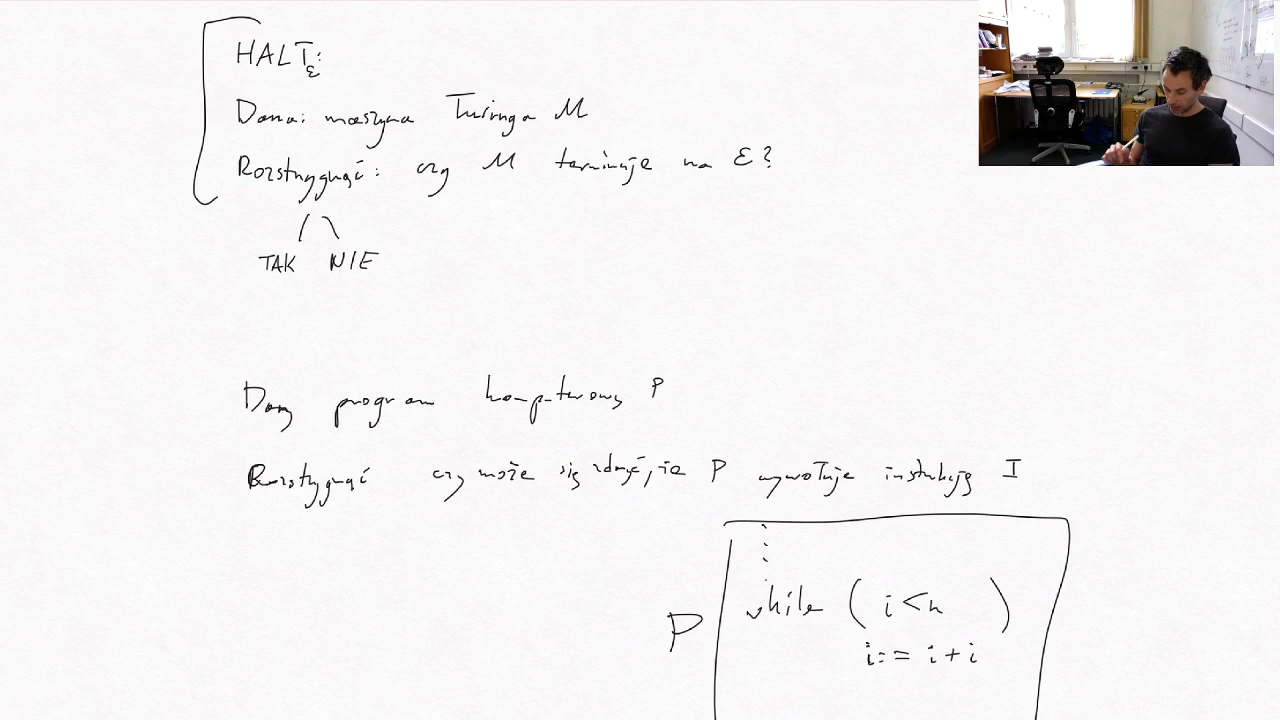 HALT_ε:
Dana: maszyna Turinga M
Rozstrzygnąć: czy M terminuje na ε?
TAK NIE
Dany program komputerowy P
Rozstrzygnąć czy może się zdarzyć, że P wywołuje instrukcję I
⋮
while ( i<n )
P
i:= i+i